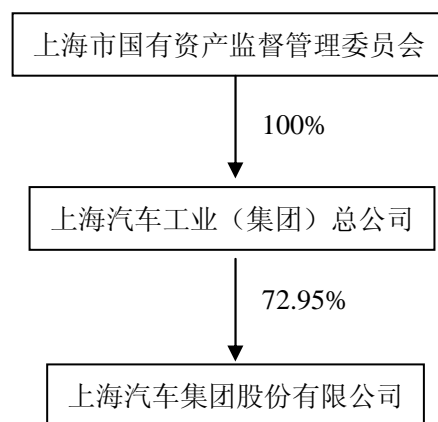 上海市国有资产监督管理委员会
100%
上海汽车工业（集团）总公司
72.95%
上海汽车集团股份有限公司